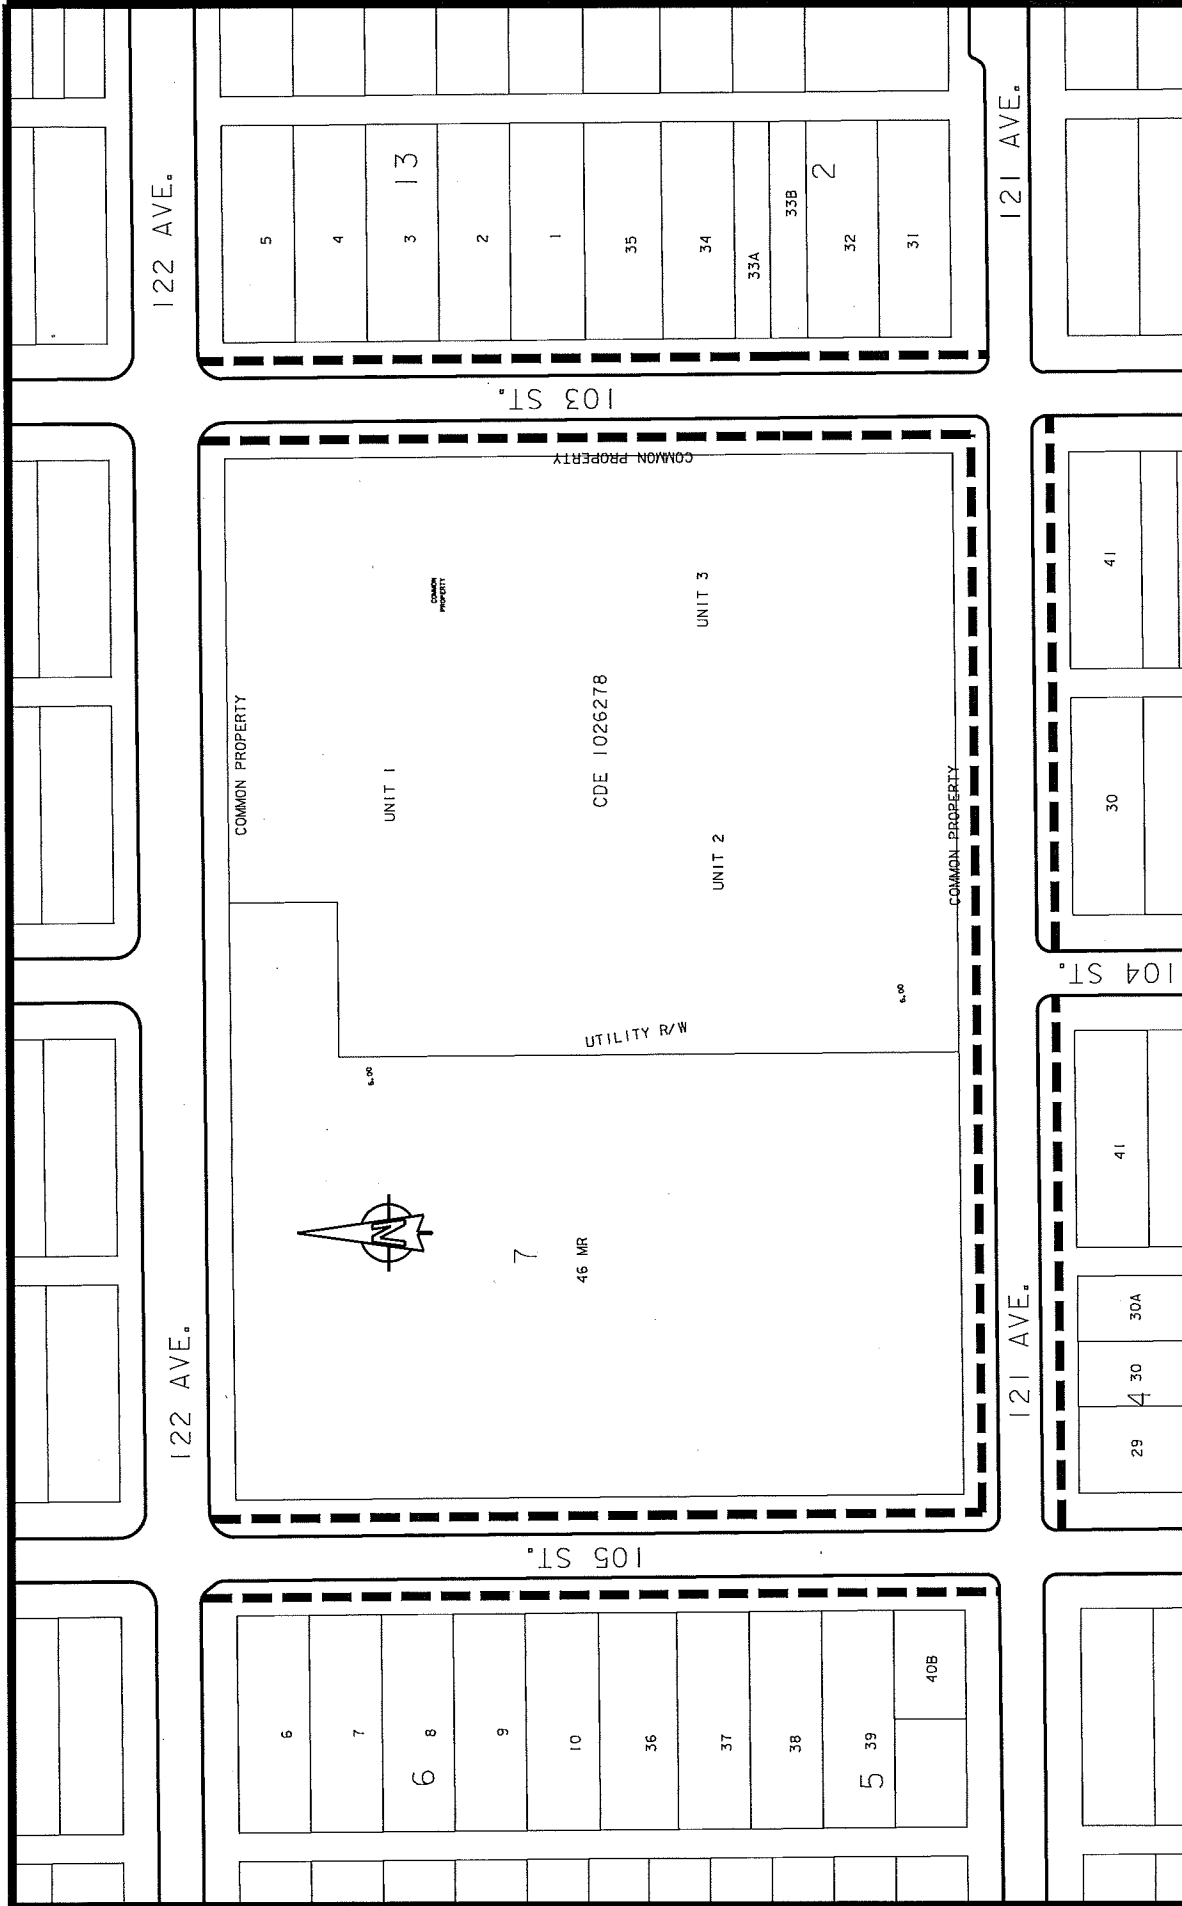 122 AVE.
13
2
5
4
3
2
1
35
34
33A
33B
32
31
121 AVE.
103 ST.
COMMON PROPERTY
COMMON PROPERTY
COMMON
PROPERTY
UNIT 1
UNIT 3
CDE 1026278
UNIT 2
COMMON PROPERTY
41
30
104 ST.
6.00
UTILITY R/W
6.00
N
7
46 MR
122 AVE.
121 AVE.
41
30A
30
4
29
105 ST.
6
7
8
6
9
10
36
37
38
39
5
40B